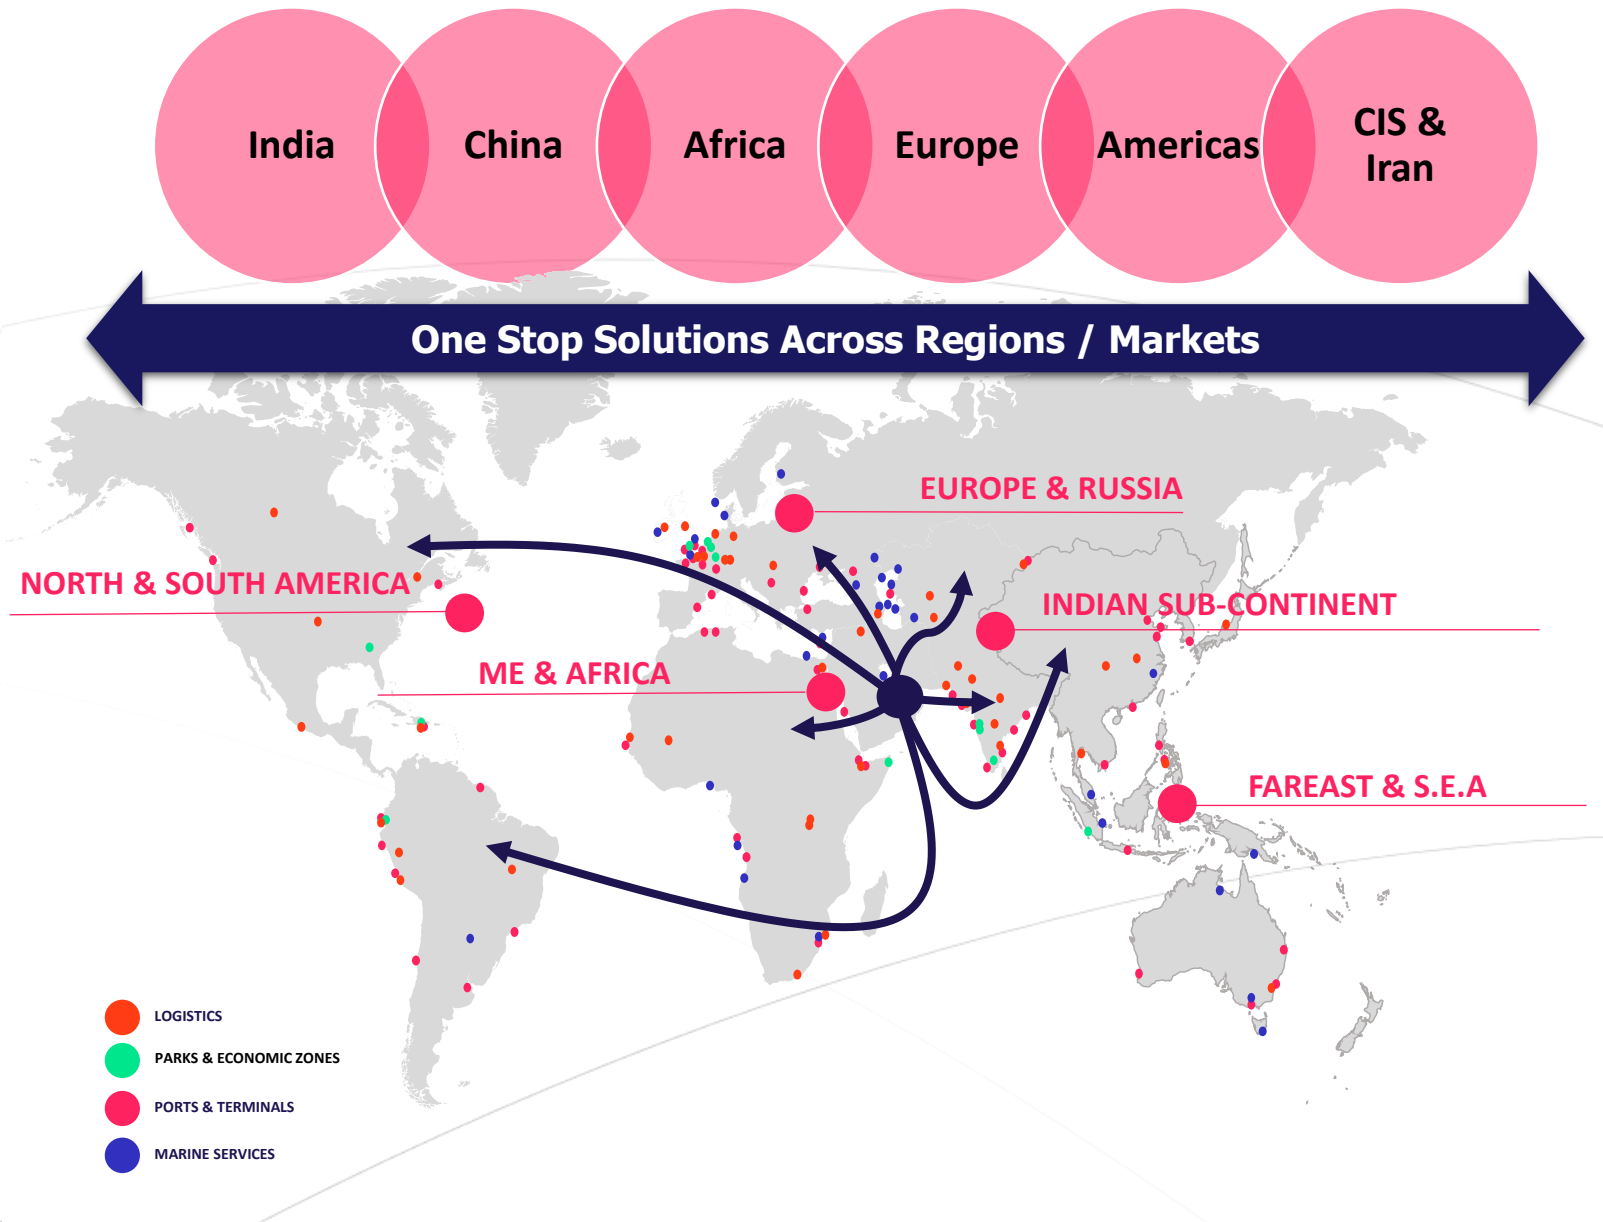 India
China
Africa
Europe
Americas
CIS &
Iran
One Stop Solutions Across Regions / Markets
EUROPE & RUSSIA
NORTH & SOUTH AMERICA
INDIAN SUB-CONTINENT
ME & AFRICA
FAREAST & S.E.A
LOGISTICS
PARKS & ECONOMIC ZONES
PORTS & TERMINALS
MARINE SERVICES